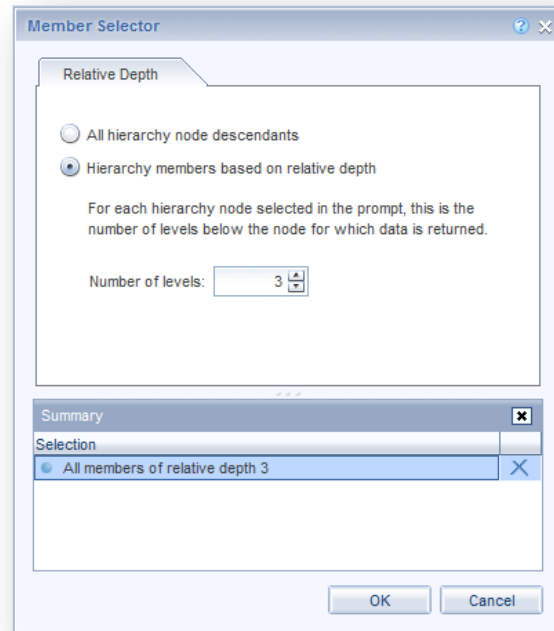 Member Selector
Relative Depth
All hierarchy node descendants
Hierarchy members based on relative depth
For each hierarchy node selected in the prompt, this is the
number of levels below the node for which data is returned.
Number of levels: 3
Summary
Selection
All members of relative depth 3
OK Cancel